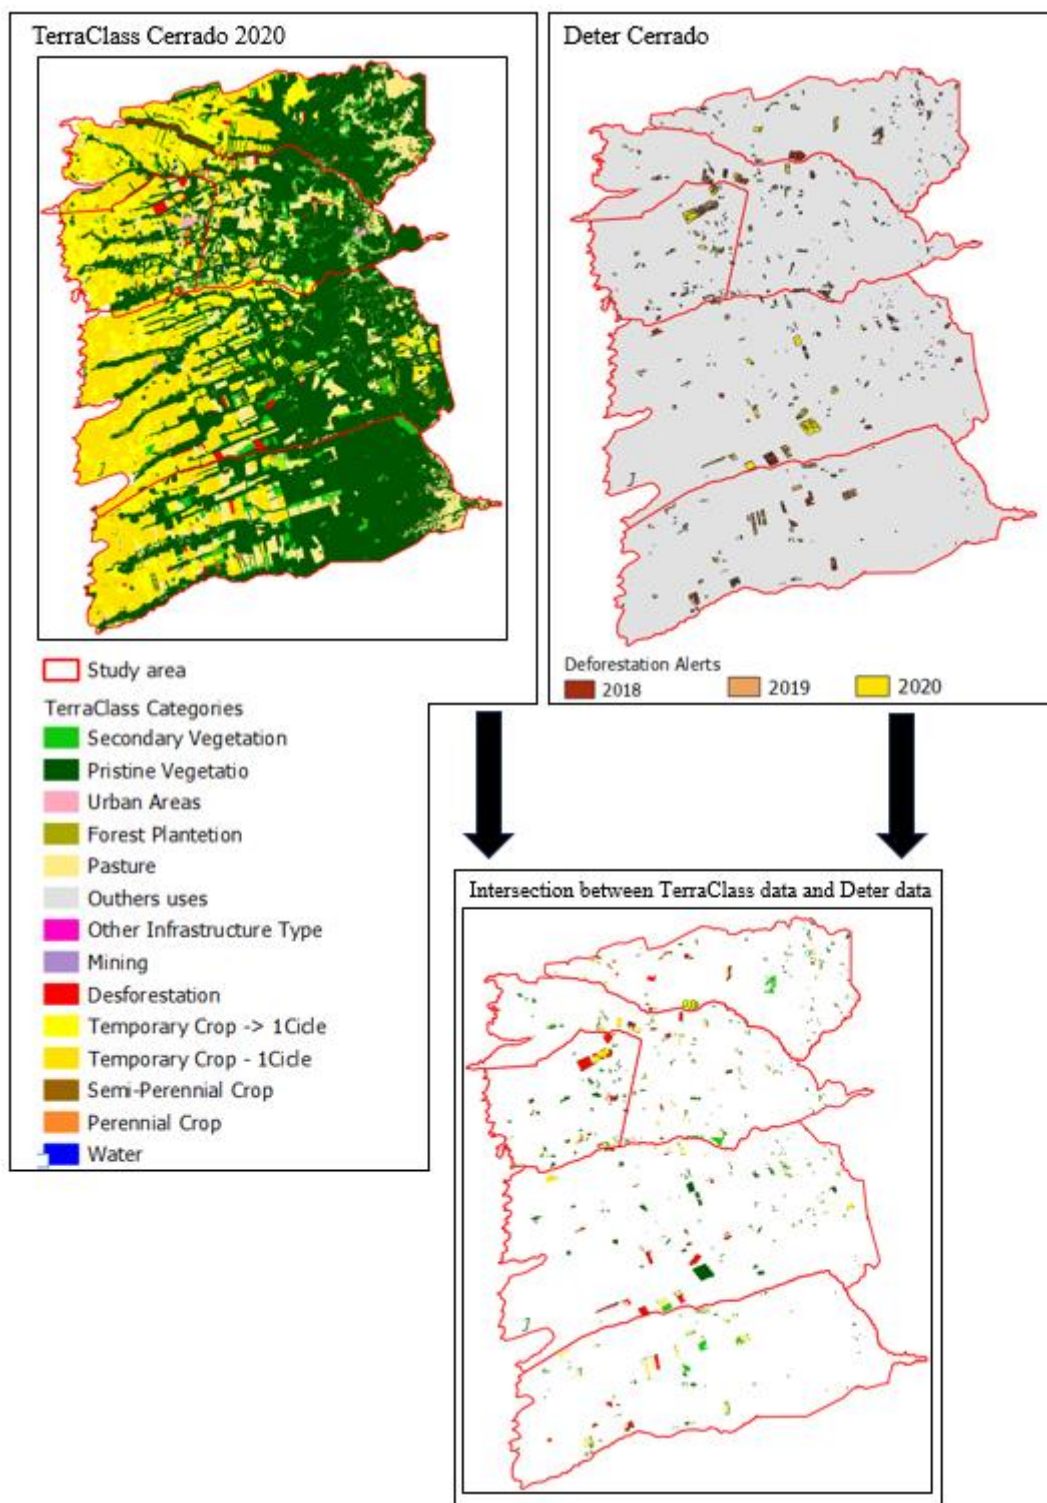 TerraClass Cerrado 2020
Deter Cerrado
Study area
TerraClass Categories
Secondary Vegetation
Pristine Vegetatio
Urban Areas
Forest Plantetion
Pasture
Outhers uses
Other Infrastructure Type
Mining
Desforestation
Temporary Crop -> 1Cicle
Temporary Crop - 1Cicle
Semi-Perennial Crop
Perennial Crop
Water
Deforestation Alerts
2018 2019 2020
Intersection between TerraClass data and Deter data